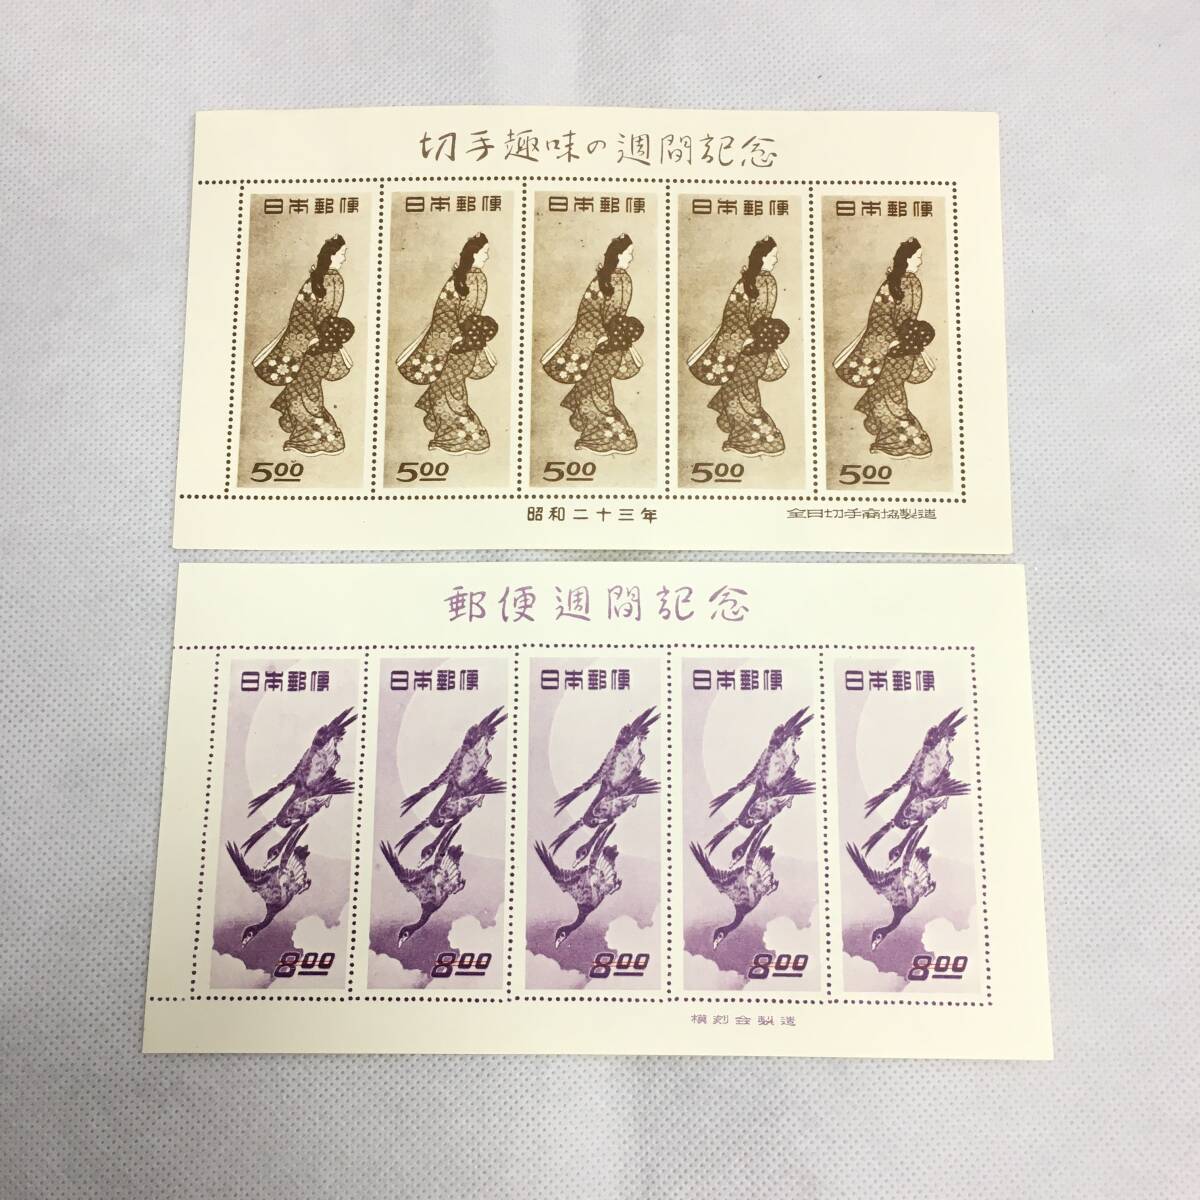 切手趣味の週間記念
日本郵便 日本郵便 日本郵便 日本郵便 日本郵便
5.00 5.00 5.00 5.00 5.00
昭和二十三年 全日切手商協製造
郵便週間記念
日本郵便 日本郵便 日本郵便 日本郵便 日本郵便
8.00 8.00 8.00 8.00 8.00
模刻会製造